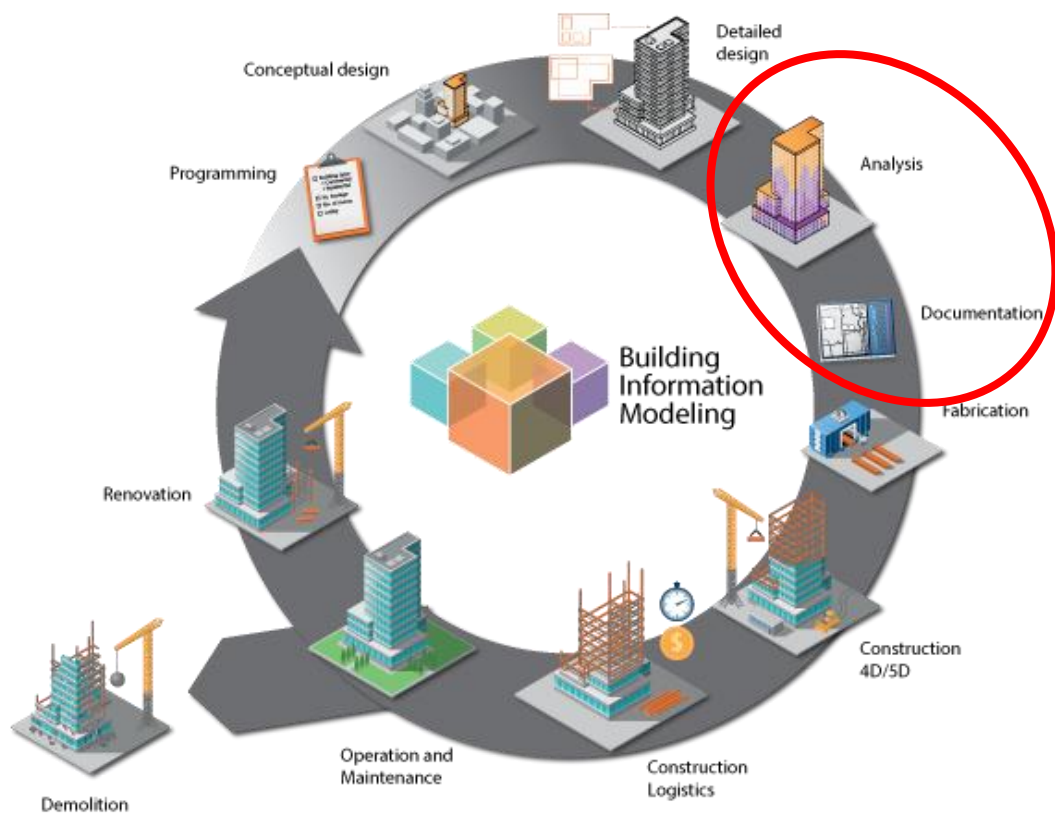 Detailed
design
Conceptual design
Programming
Analysis
Documentation
Building
Information
Modeling
Fabrication
Renovation
Construction
4D/5D
Operation and
Maintenance
Construction
Logistics
Demolition
$